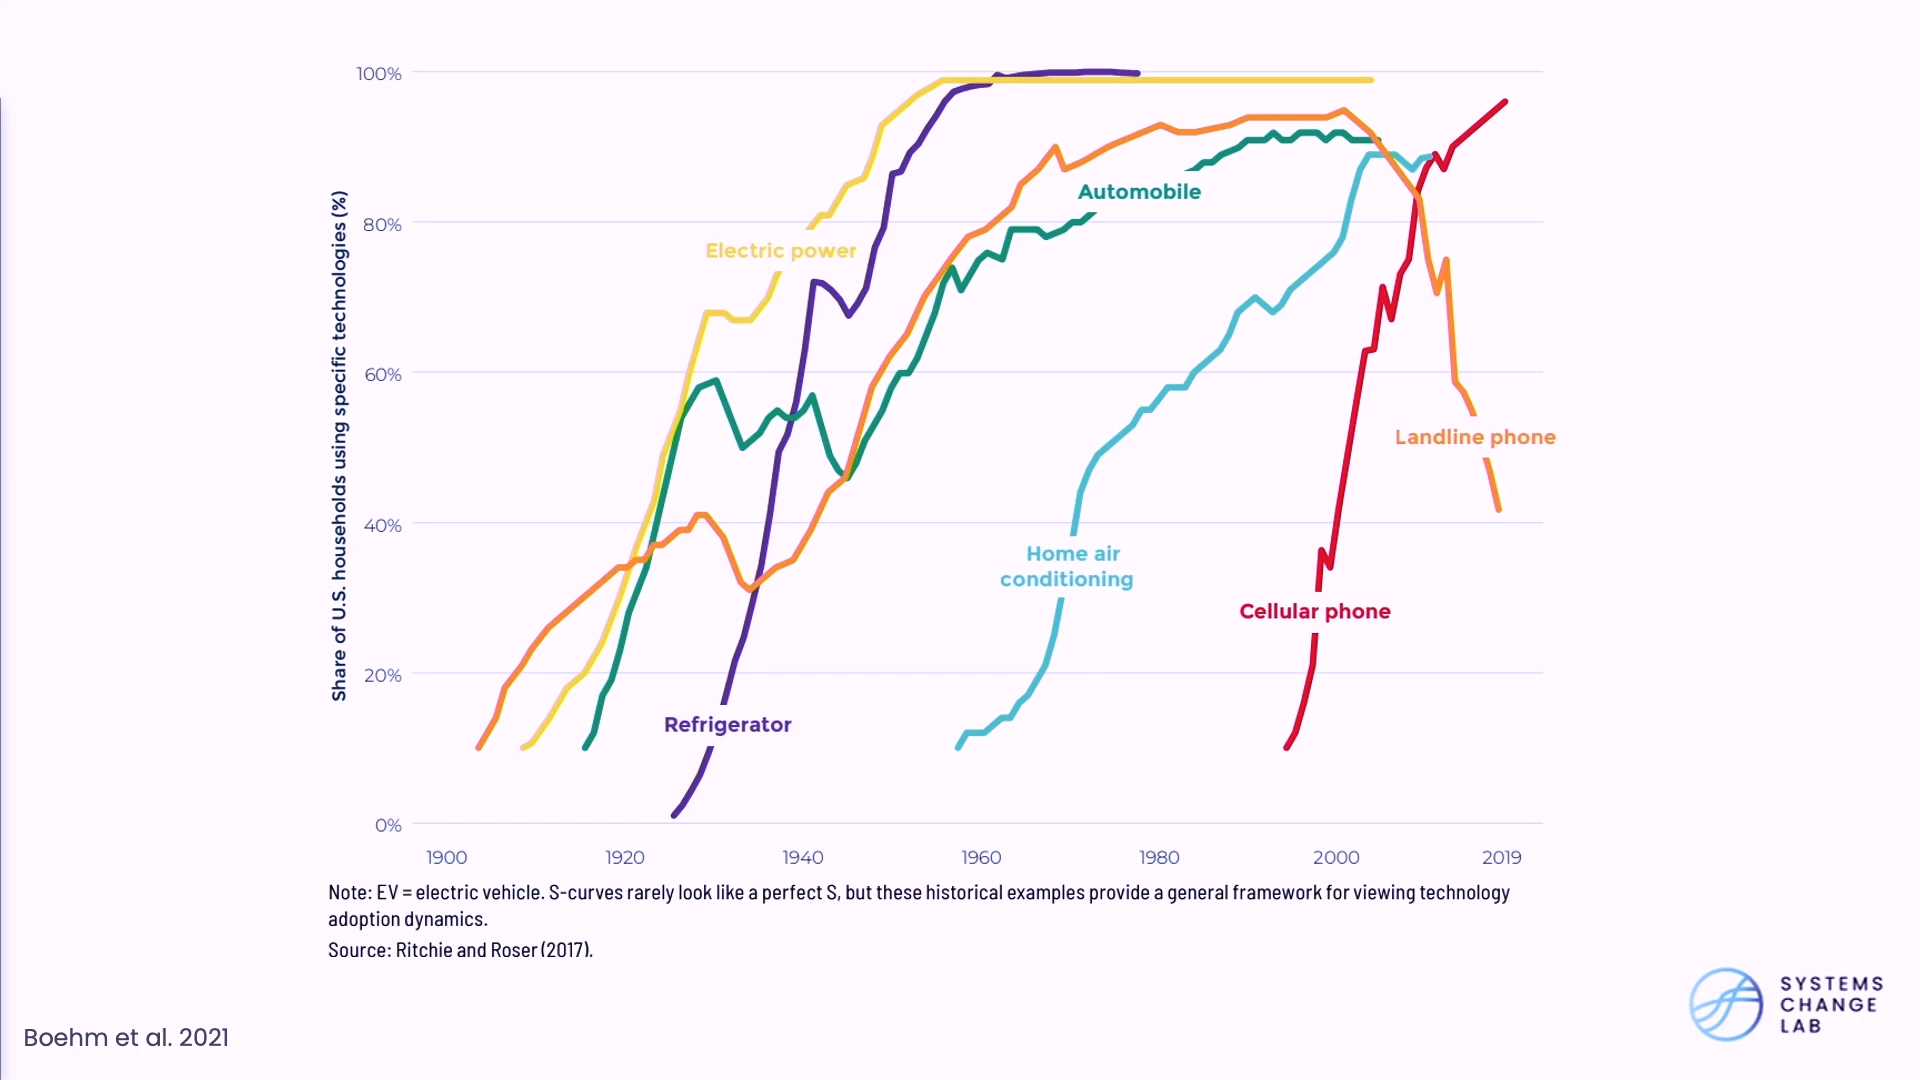 100%
80%
60%
40%
20%
0%
Share of U.S. households using specific technologies (%)
Electric power
Automobile
Landline phone
Home air
conditioning
Cellular phone
Refrigerator
1900
1920
1940
1960
1980
2000
2019
Note: EV = electric vehicle. S-curves rarely look like a perfect S, but these historical examples provide a general framework for viewing technology
adoption dynamics.
Source: Ritchie and Roser (2017).
Boehm et al. 2021
SYSTEMS
CHANGE
LAB